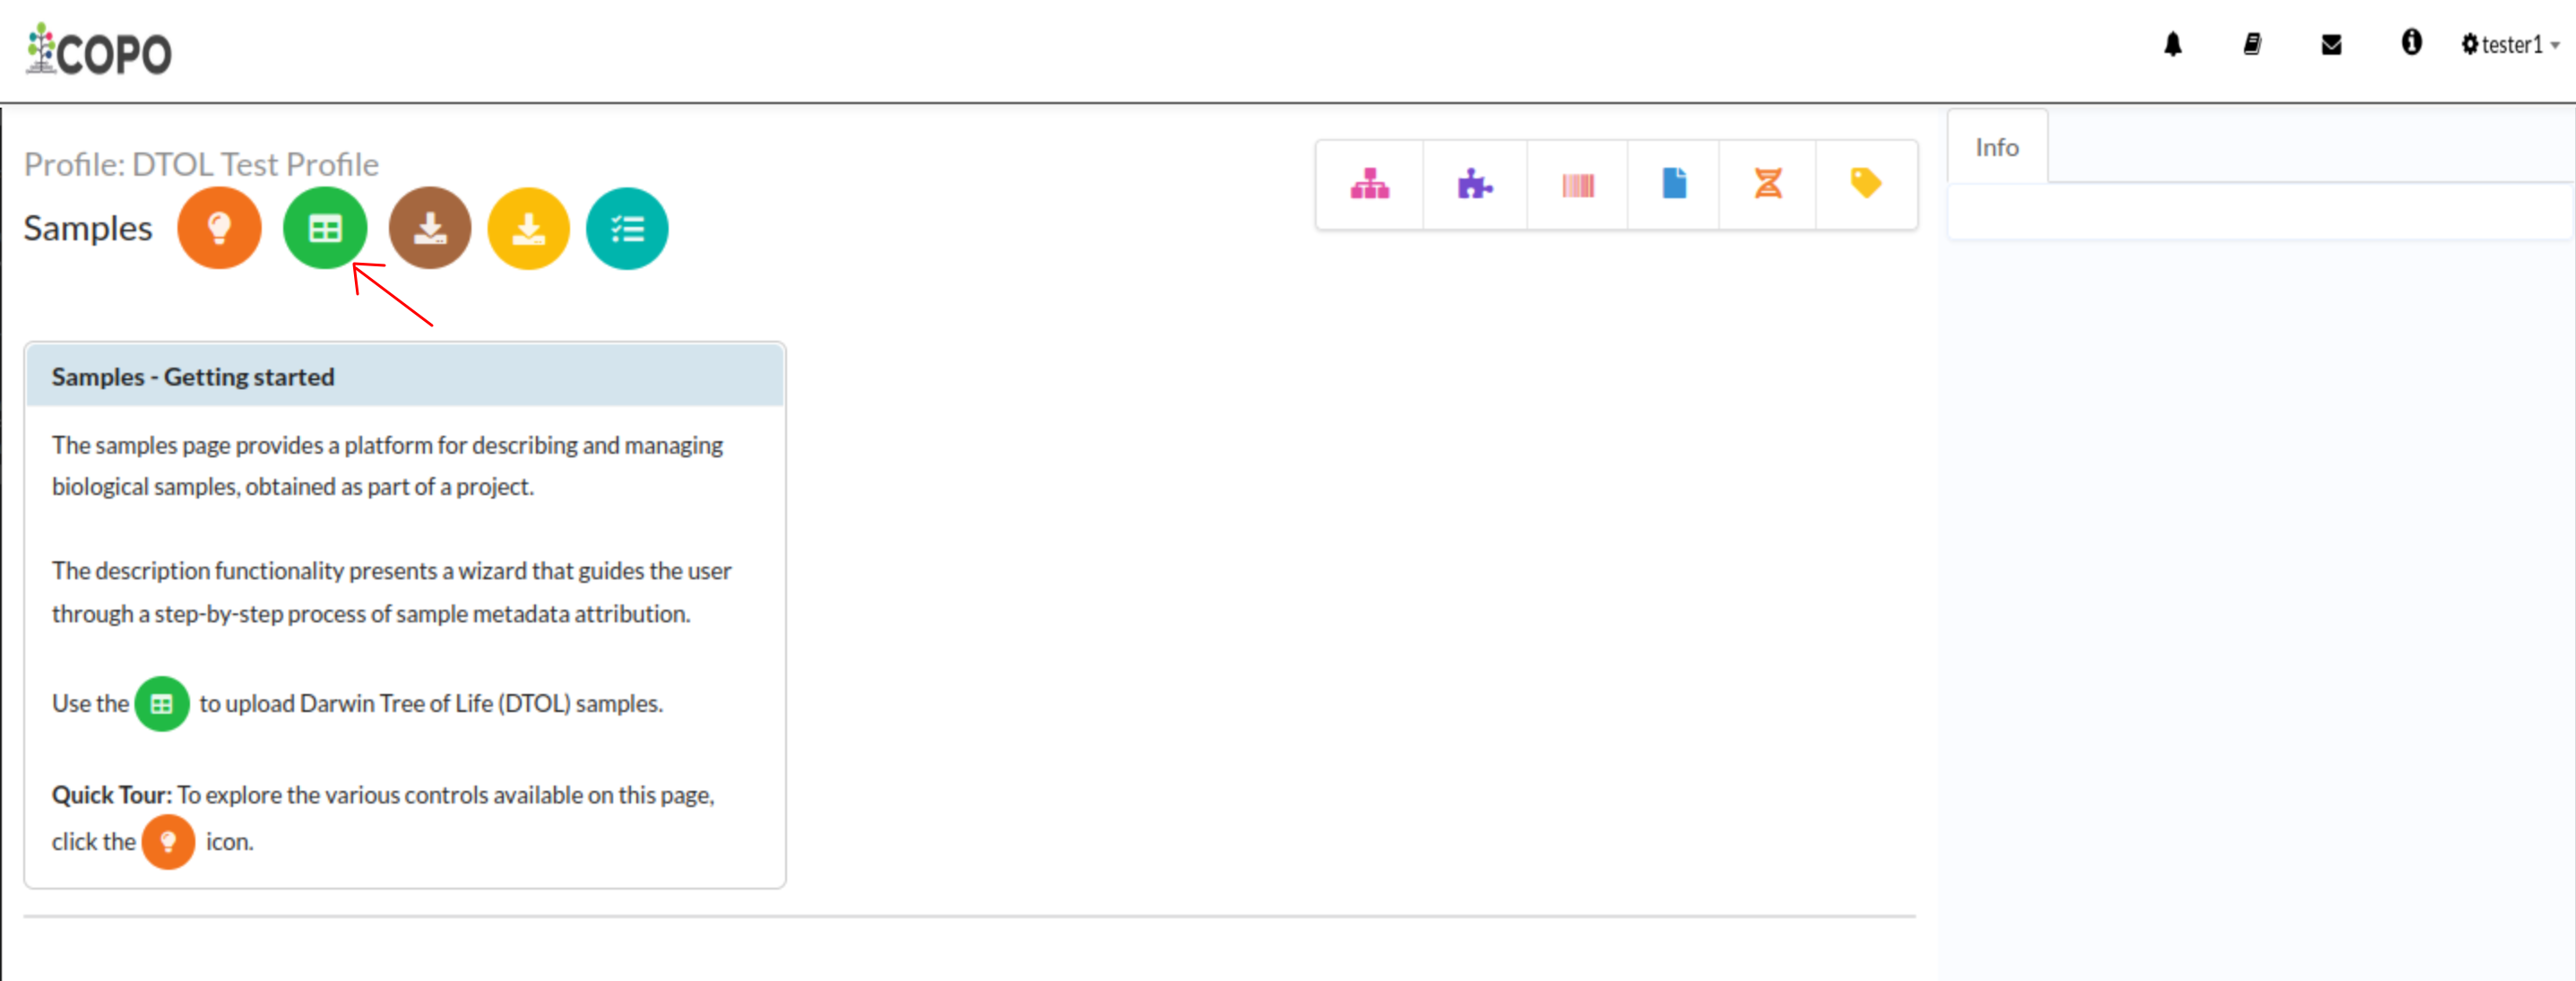 COPO
tester1
Profile: DTOL Test Profile
Info
Samples
Samples - Getting started
The samples page provides a platform for describing and managing
biological samples, obtained as part of a project.
The description functionality presents a wizard that guides the user
through a step-by-step process of sample metadata attribution.
Use the to upload Darwin Tree of Life (DTOL) samples.
Quick Tour: To explore the various controls available on this page,
click the icon.